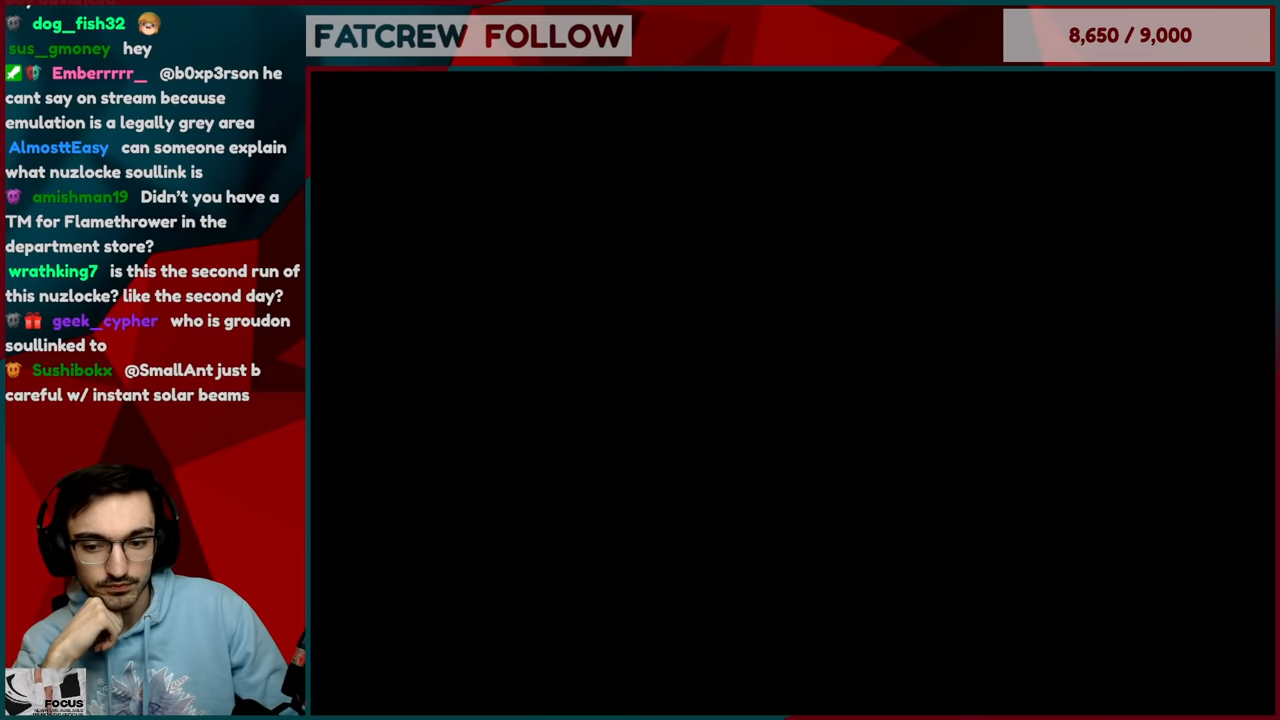 dog_fish32
sus_gmoney hey
Emberrrrr_ @b0xp3rson he
cant say on stream because
emulation is a legally grey area
AlmosttEasy can someone explain
what nuzlocke soullink is
amishman19 Didn't you have a
TM for Flamethrower in the
department store?
wrathking7 is this the second run of
this nuzlocke? like the second day?
geek_cypher who is groudon
soullinked to
Sushibokx @SmallAnt just b
careful w/ instant solar beams
FATCREW FOLLOW
8,650 / 9,000
FOCUS